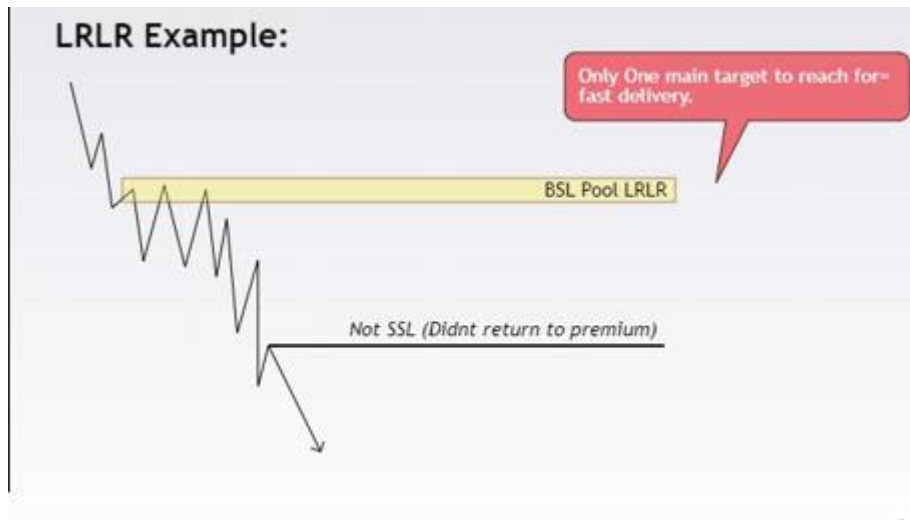 LRLR Example:
Only One main target to reach for=
fast delivery.
BSL Pool LRLR
Not SSL (Didnt return to premium)